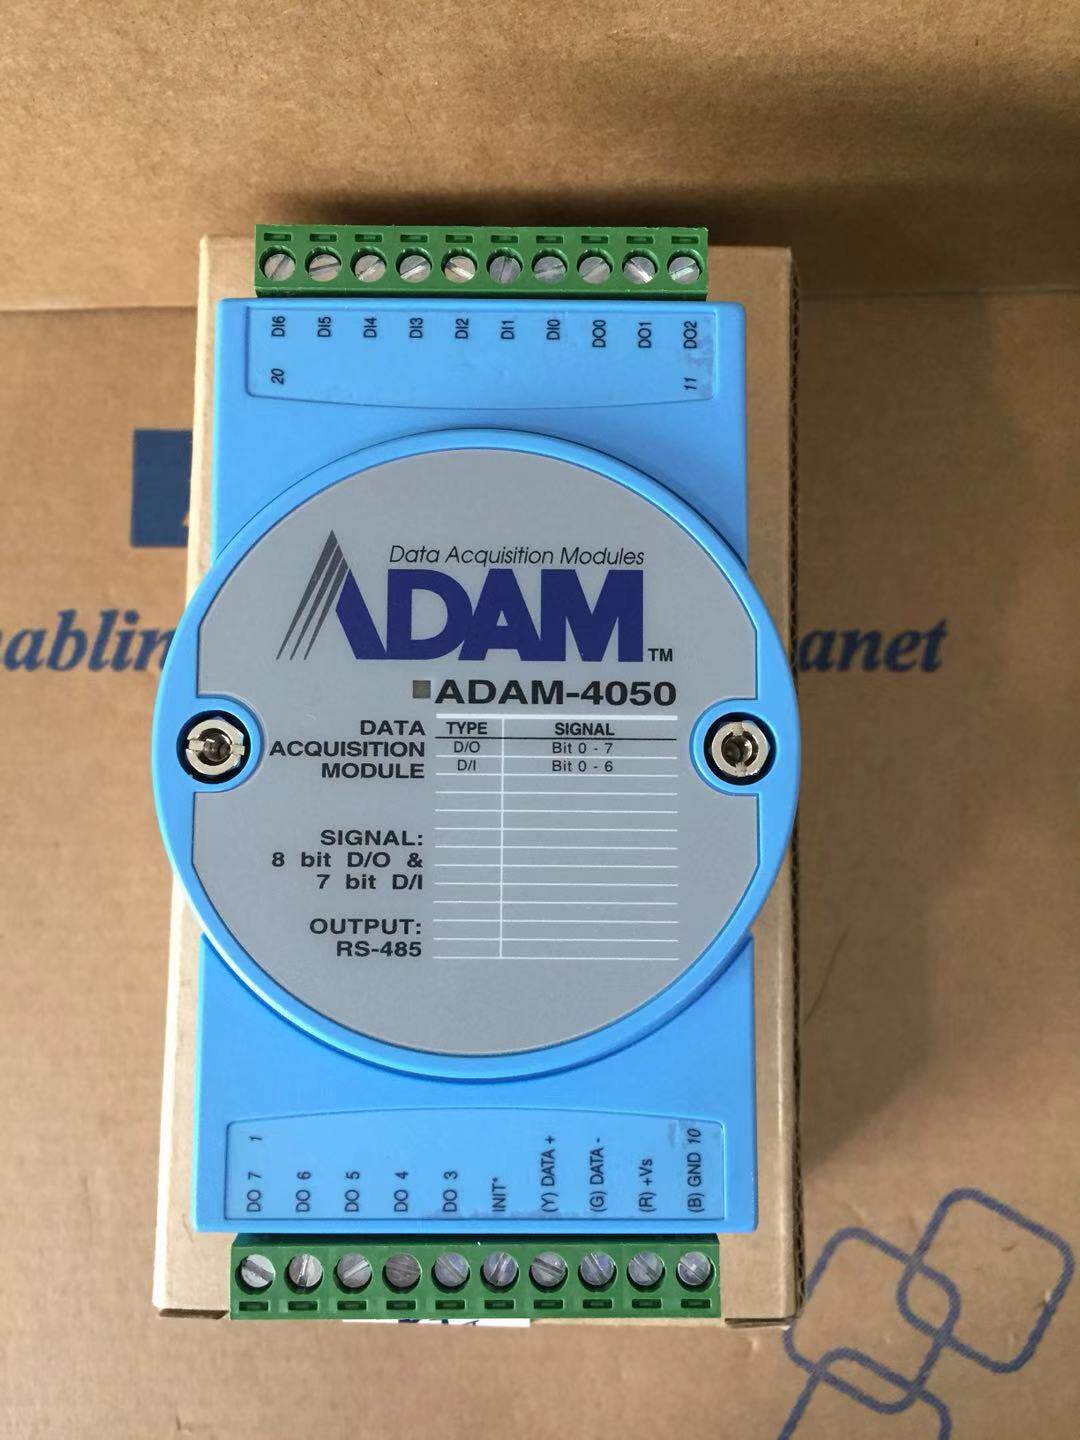 DI6 DI5 DI4 DI3 DI2 DI1 DI0 DO0 DO1 DO2
20 11
Data Acquisition Modules
ADAM TM
ADAM-4050
DATA ACQUISITION MODULE
TYPE SIGNAL
D/O Bit 0 - 7
D/I Bit 0 - 6
SIGNAL:
8 bit D/O &
7 bit D/I
OUTPUT:
RS-485
1 10
DO 7 DO 6 DO 5 DO 4 DO 3 INIT* (Y) DATA + (G) DATA - (R) +Vs (B) GND